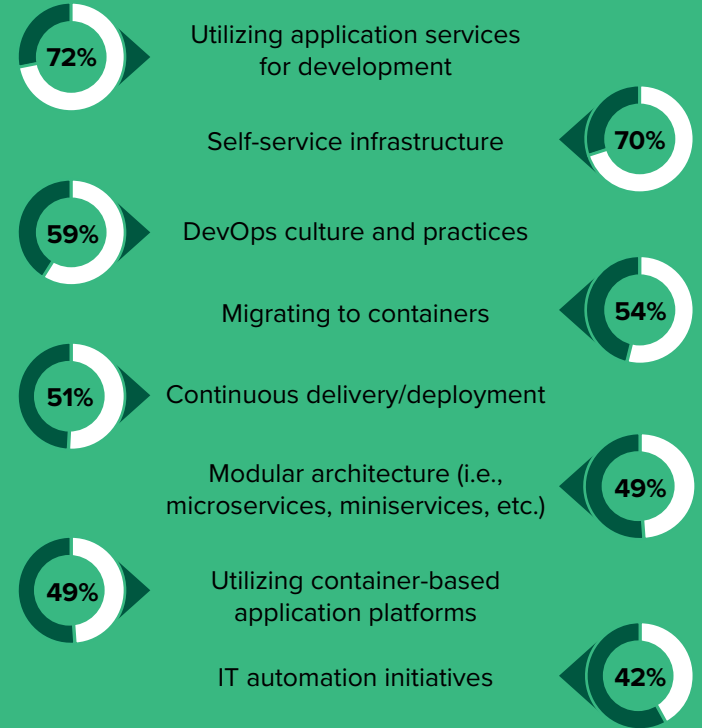 72%
Utilizing application services
for development
Self-service infrastructure
70%
59%
DevOps culture and practices
Migrating to containers
54%
51%
Continuous delivery/deployment
Modular architecture (i.e.,
microservices, miniservices, etc.)
49%
49%
Utilizing container-based
application platforms
IT automation initiatives
42%